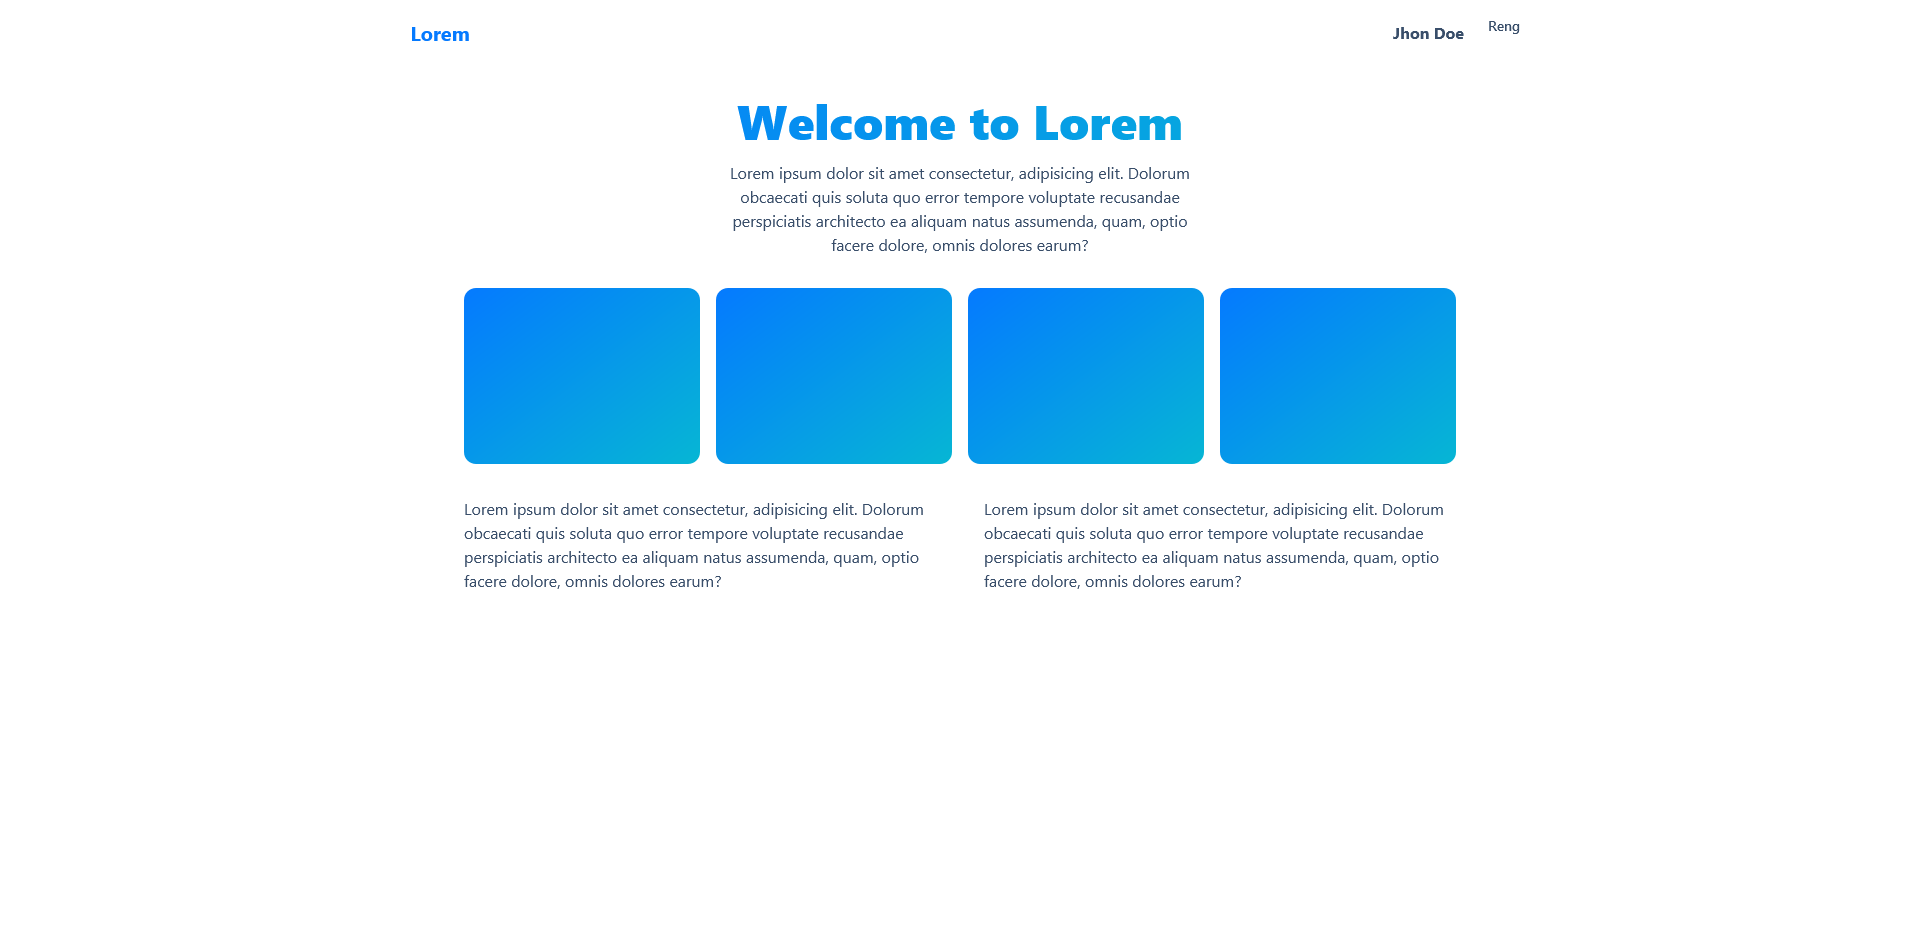 Lorem
Jhon Doe
Reng
Welcome to Lorem
Lorem ipsum dolor sit amet consectetur, adipisicing elit. Dolorum
obcaecati quis soluta quo error tempore voluptate recusandae
perspiciatis architecto ea aliquam natus assumenda, quam, optio
facere dolore, omnis dolores earum?
Lorem ipsum dolor sit amet consectetur, adipisicing elit. Dolorum
obcaecati quis soluta quo error tempore voluptate recusandae
perspiciatis architecto ea aliquam natus assumenda, quam, optio
facere dolore, omnis dolores earum?
Lorem ipsum dolor sit amet consectetur, adipisicing elit. Dolorum
obcaecati quis soluta quo error tempore voluptate recusandae
perspiciatis architecto ea aliquam natus assumenda, quam, optio
facere dolore, omnis dolores earum?